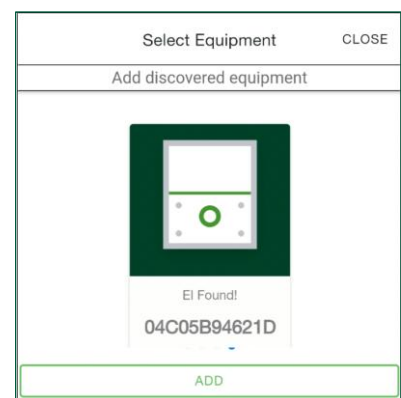 Select Equipment CLOSE
Add discovered equipment
EI Found!
04C05B94621D
ADD